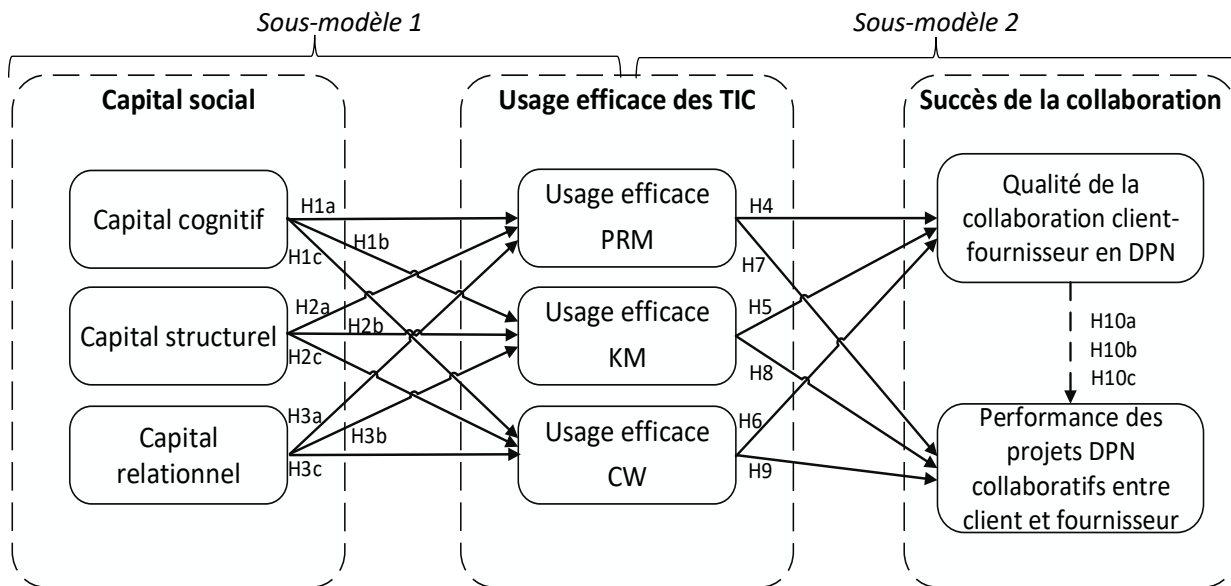 Sous-modèle 1
Sous-modèle 2
Capital social
Usage efficace des TIC
Succès de la collaboration
Capital cognitif
Capital structurel
Capital
relationnel
H1a
H1b
H1c
H2a
H2b
H2c
H3a
H3b
H3c
Usage efficace
PRM
Usage efficace
KM
Usage efficace
CW
H4
H7
H5
H8
H6
H9
Qualité de la
collaboration client-
fournisseur en DPN
H10a
H10b
H10c
Performance des
projets DPN
collaboratifs entre
client et fournisseur